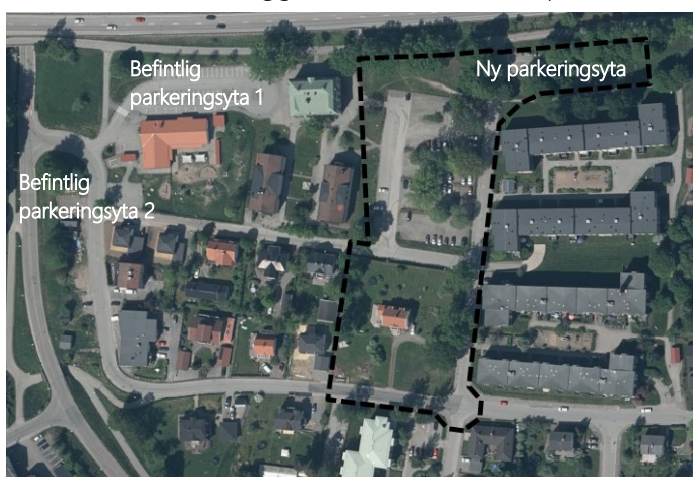 Befintlig
parkeringsyta 1
Ny parkeringsyta
Befintlig
parkeringsyta 2